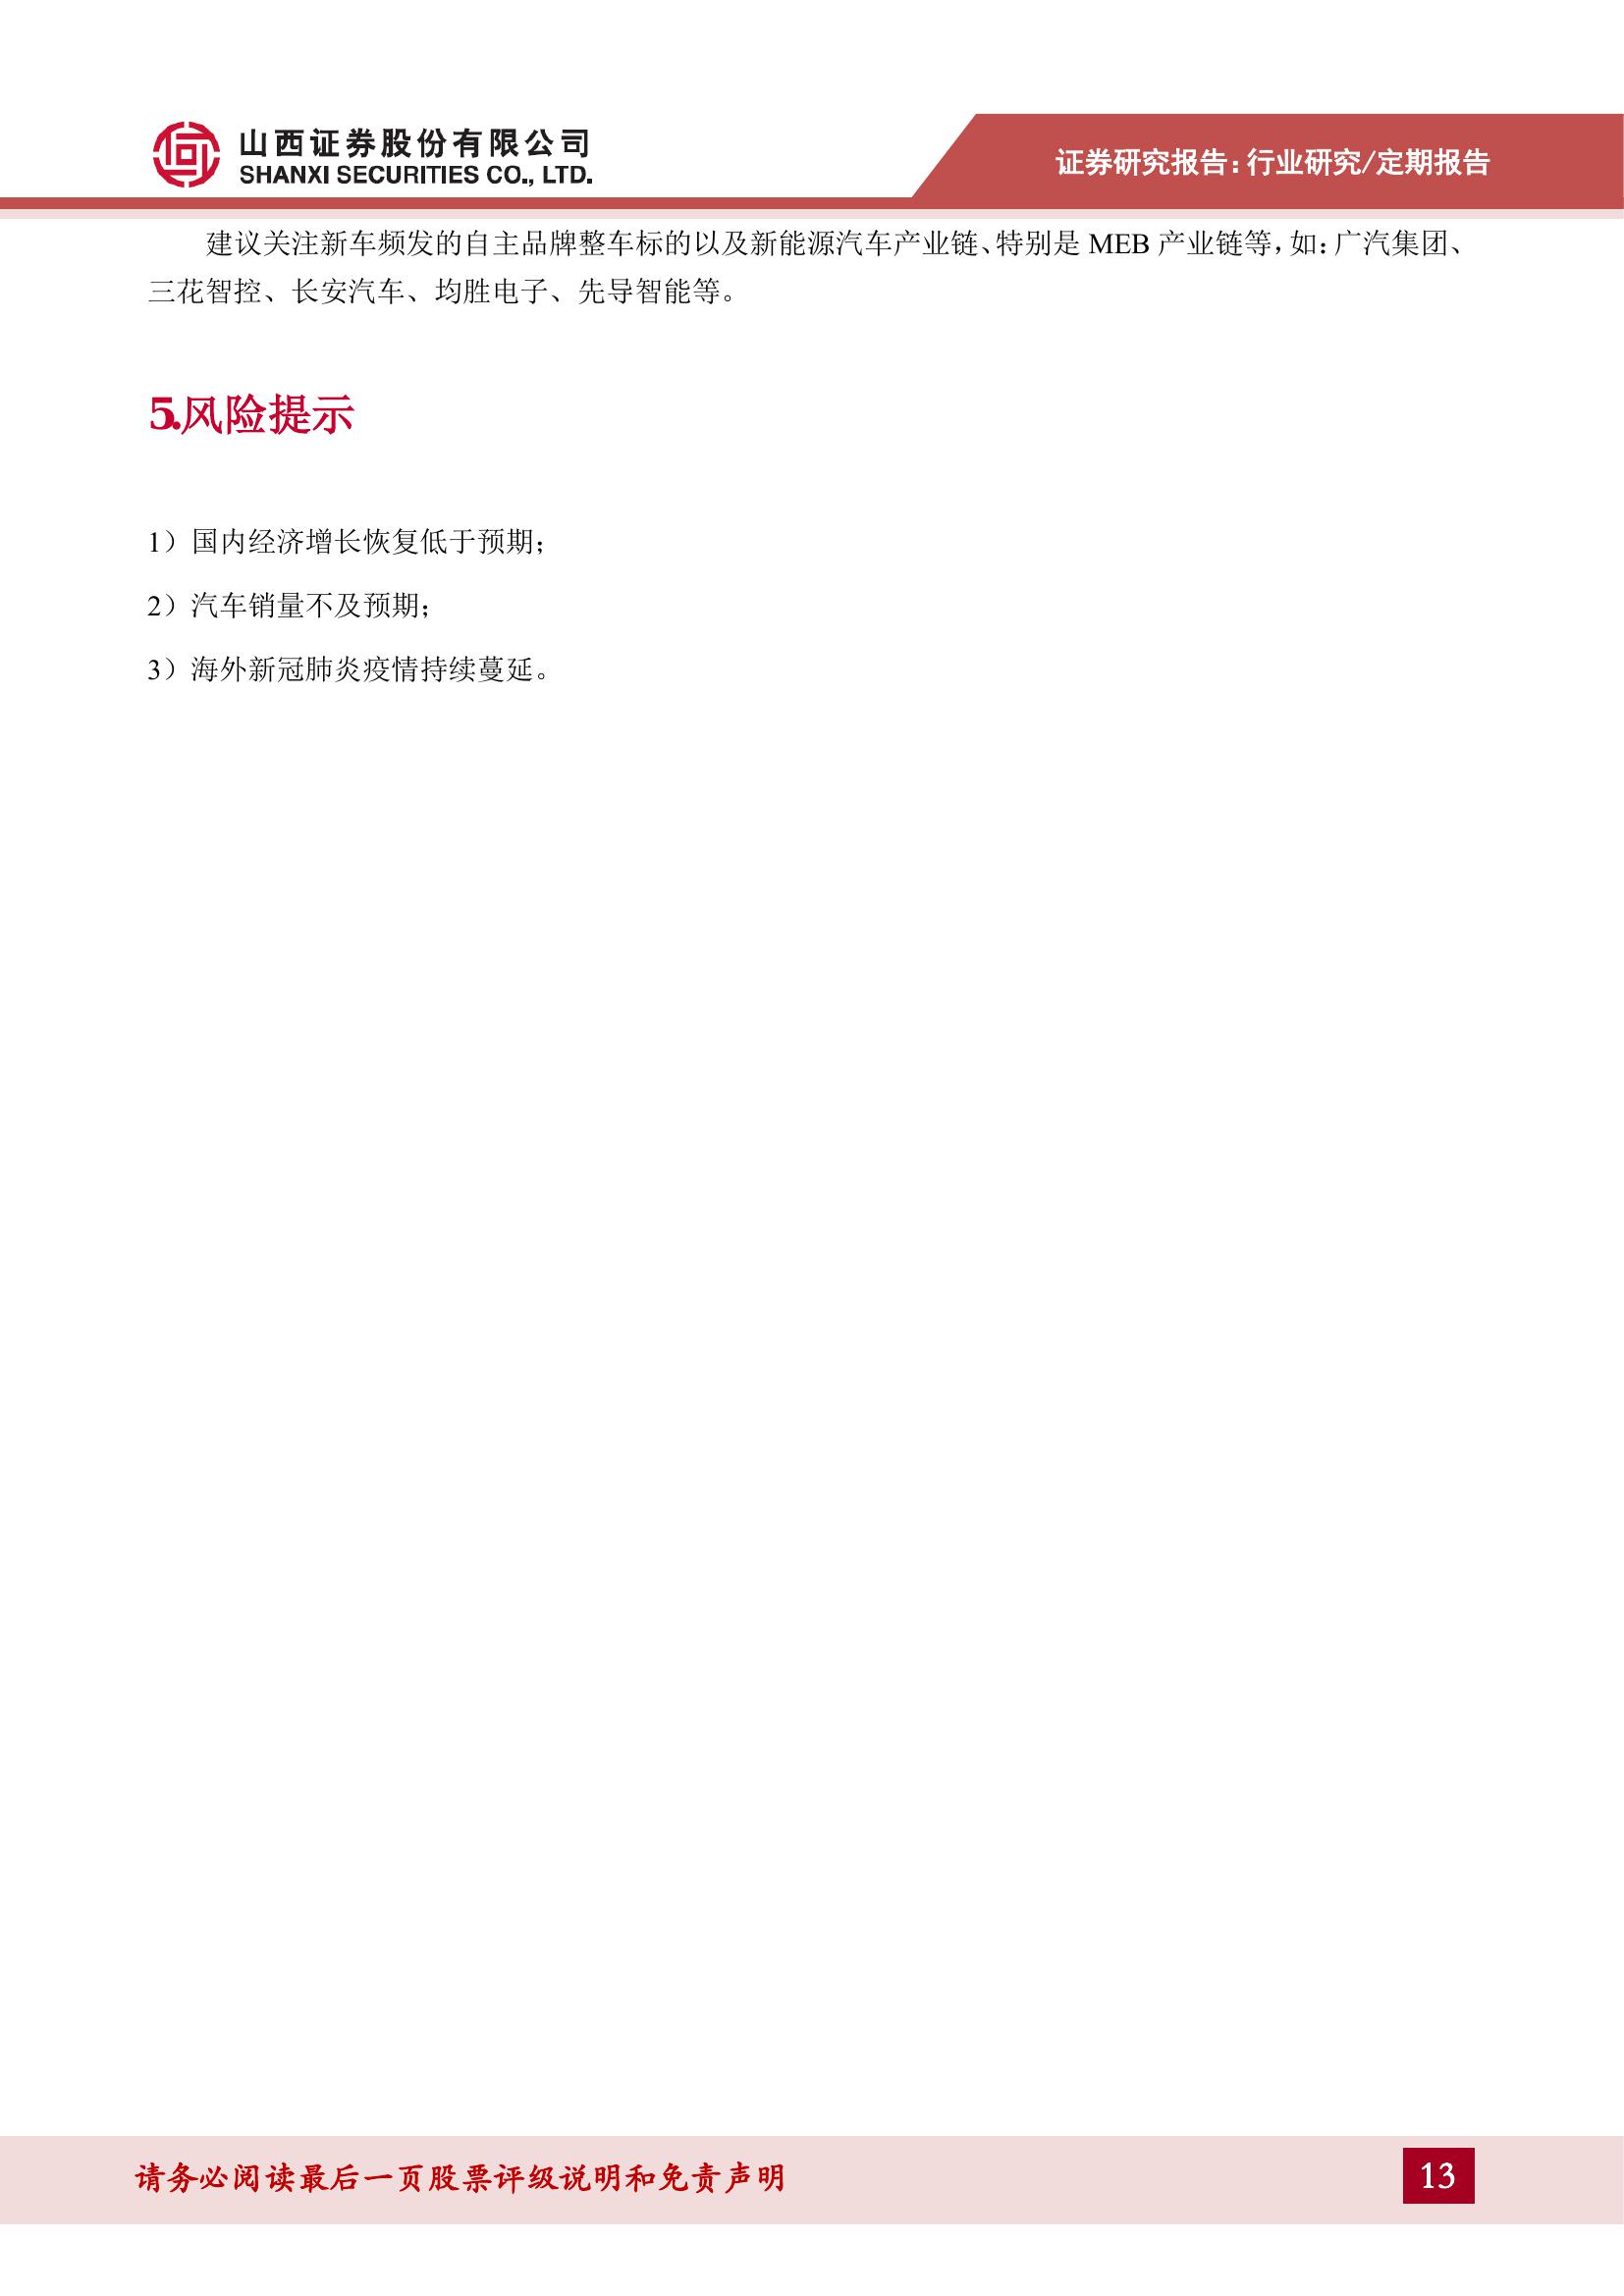 山西证券股份有限公司
SHANXI SECURITIES CO., LTD.
证券研究报告：行业研究/定期报告
建议关注新车频发的自主品牌整车标的以及新能源汽车产业链、特别是 MEB 产业链等，如：广汽集团、
三花智控、长安汽车、均胜电子、先导智能等。
5.风险提示
1）国内经济增长恢复低于预期；
2）汽车销量不及预期；
3）海外新冠肺炎疫情持续蔓延。
请务必阅读最后一页股票评级说明和免责声明
13